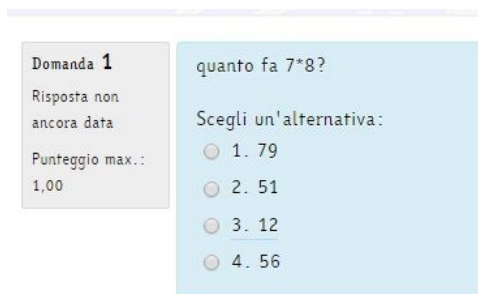 Domanda 1
Risposta non
ancora data
Punteggio max.:
1,00
quanto fa 7*8?
Scegli un'alternativa:
1. 79
2. 51
3. 12
4. 56